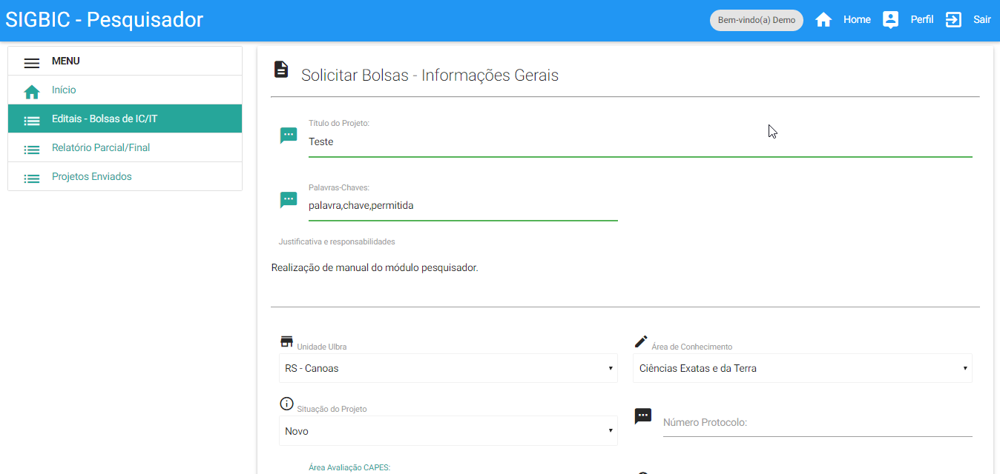 SIGBIC - Pesquisador
Bem-vindo(a) Demo
Home
Perfil
Sair
MENU
Início
Editais - Bolsas de IC/IT
Relatório Parcial/Final
Projetos Enviados
Solicitar Bolsas - Informações Gerais
Título do Projeto:
Teste
Palavras-Chaves:
palavra,chave,permitida
Justificativa e responsabilidades
Realização de manual do módulo pesquisador.
Unidade Ulbra
Área de Conhecimento
RS - Canoas
Ciências Exatas e da Terra
Situação do Projeto
Novo
Número Protocolo:
Área Avaliação CAPES: